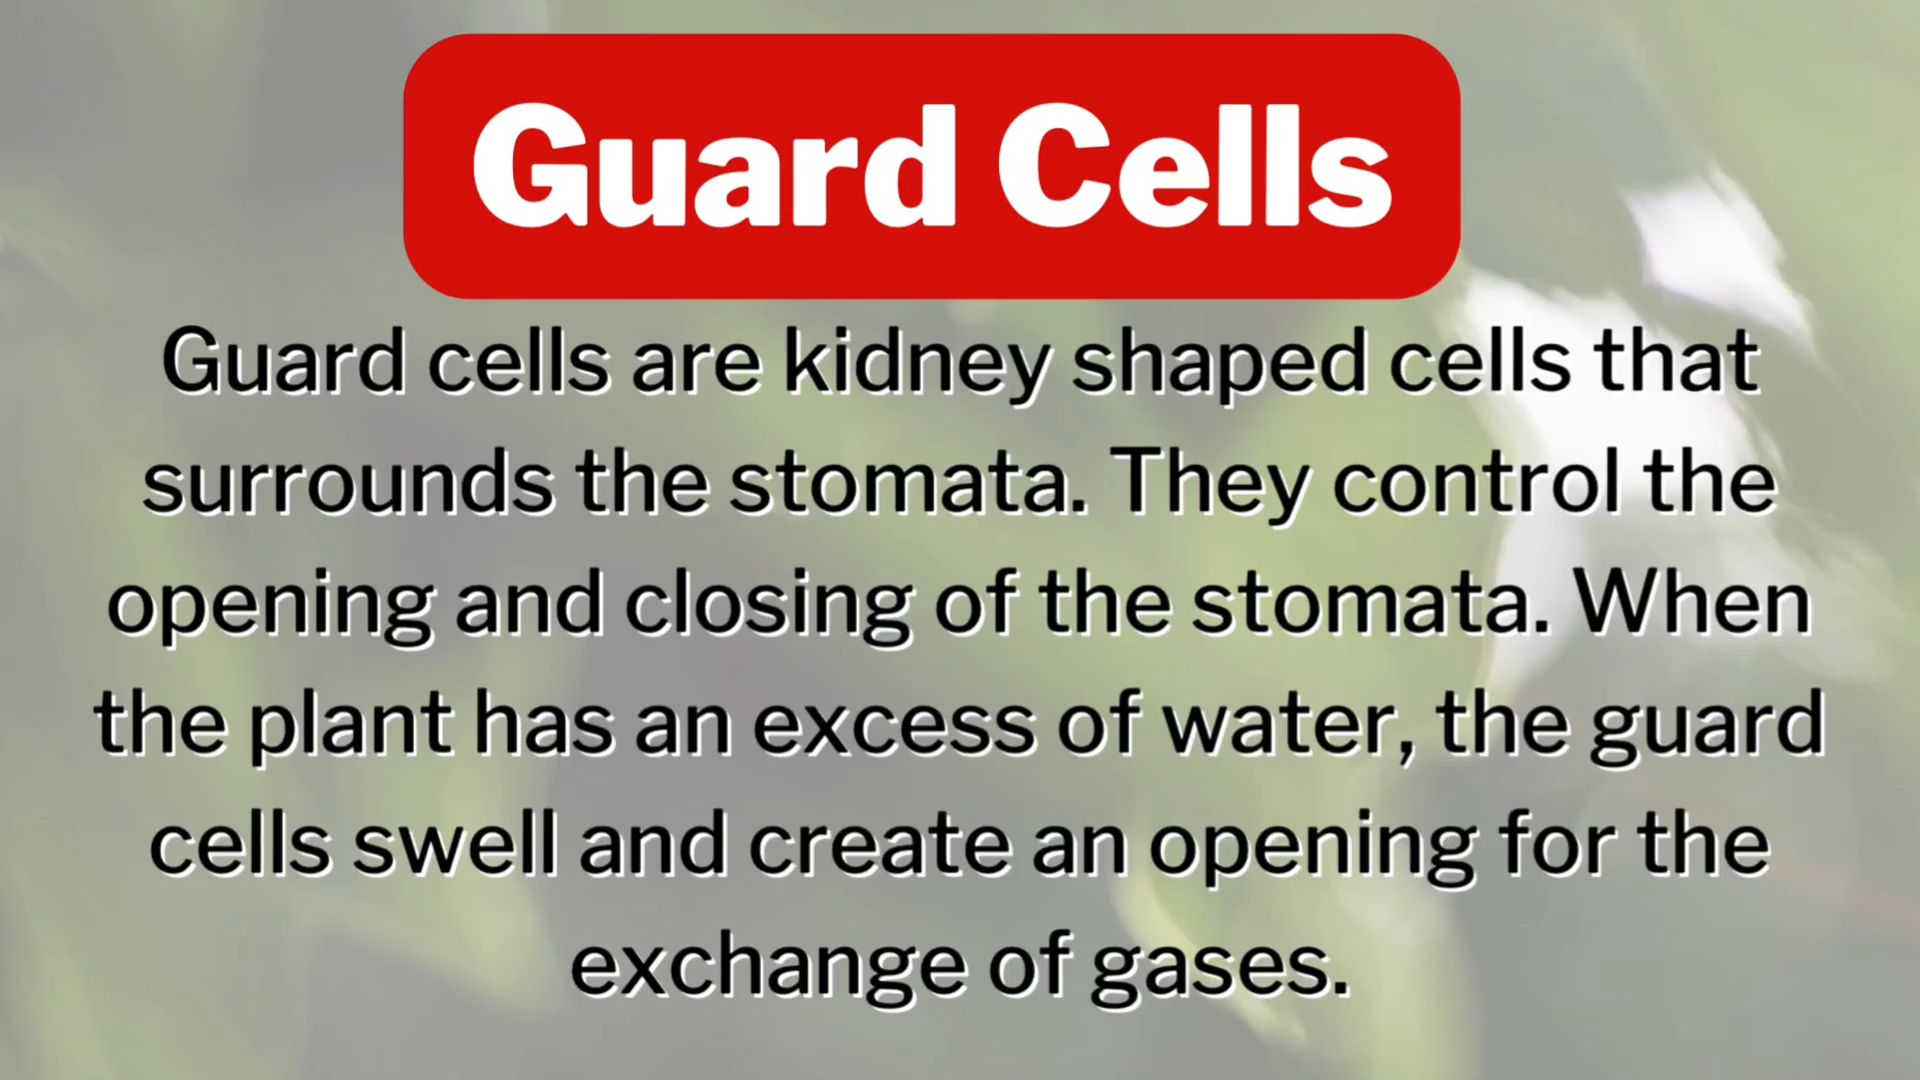 Guard Cells
Guard cells are kidney shaped cells that
surrounds the stomata. They control the
opening and closing of the stomata. When
the plant has an excess of water, the guard
cells swell and create an opening for the
exchange of gases.